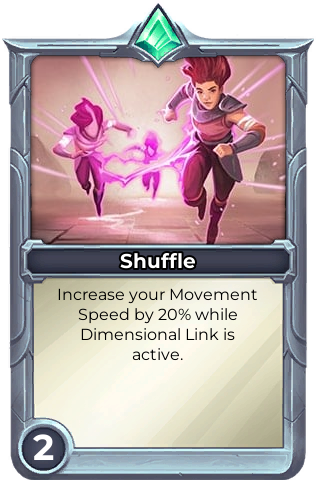 Shuffle
Increase your Movement
Speed by 20% while
Dimensional Link is
active.
2